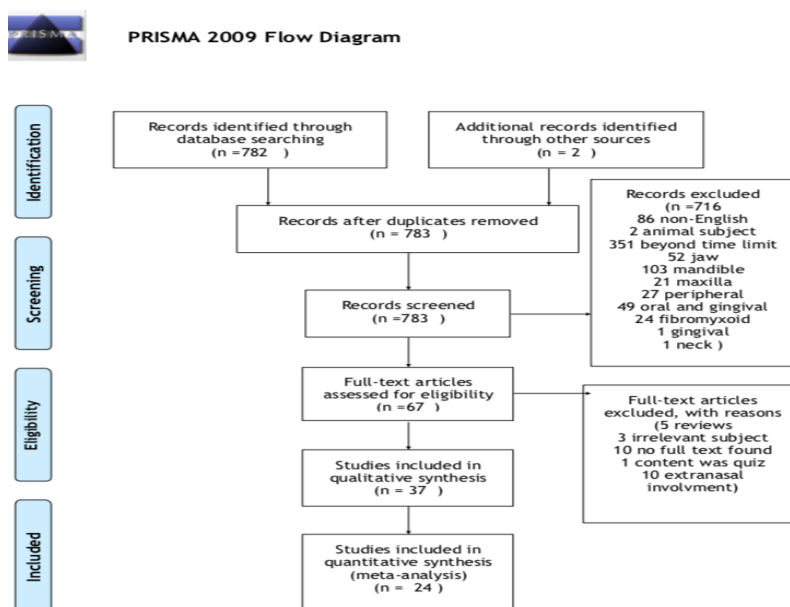 PRISMA
PRISMA 2009 Flow Diagram
Identification
Records identified through
database searching
(n =782 )
Additional records identified
through other sources
(n = 2 )
Records after duplicates removed
(n = 783 )
Records excluded
(n =716
86 non-English
2 animal subject
351 beyond time limit
52 jaw
103 mandible
21 maxilla
27 peripheral
49 oral and gingival
24 fibromyxoid
1 gingival
1 neck )
Screening
Records screened
(n =783 )
Eligibility
Full-text articles
assessed for eligibility
(n =67 )
Full-text articles
excluded, with reasons
(5 reviews
3 irrelevant subject
10 no full text found
1 content was quiz
10 extranasal
involvment)
Studies included in
qualitative synthesis
(n = 37 )
Included
Studies included in
quantitative synthesis
(meta-analysis)
(n = 24 )